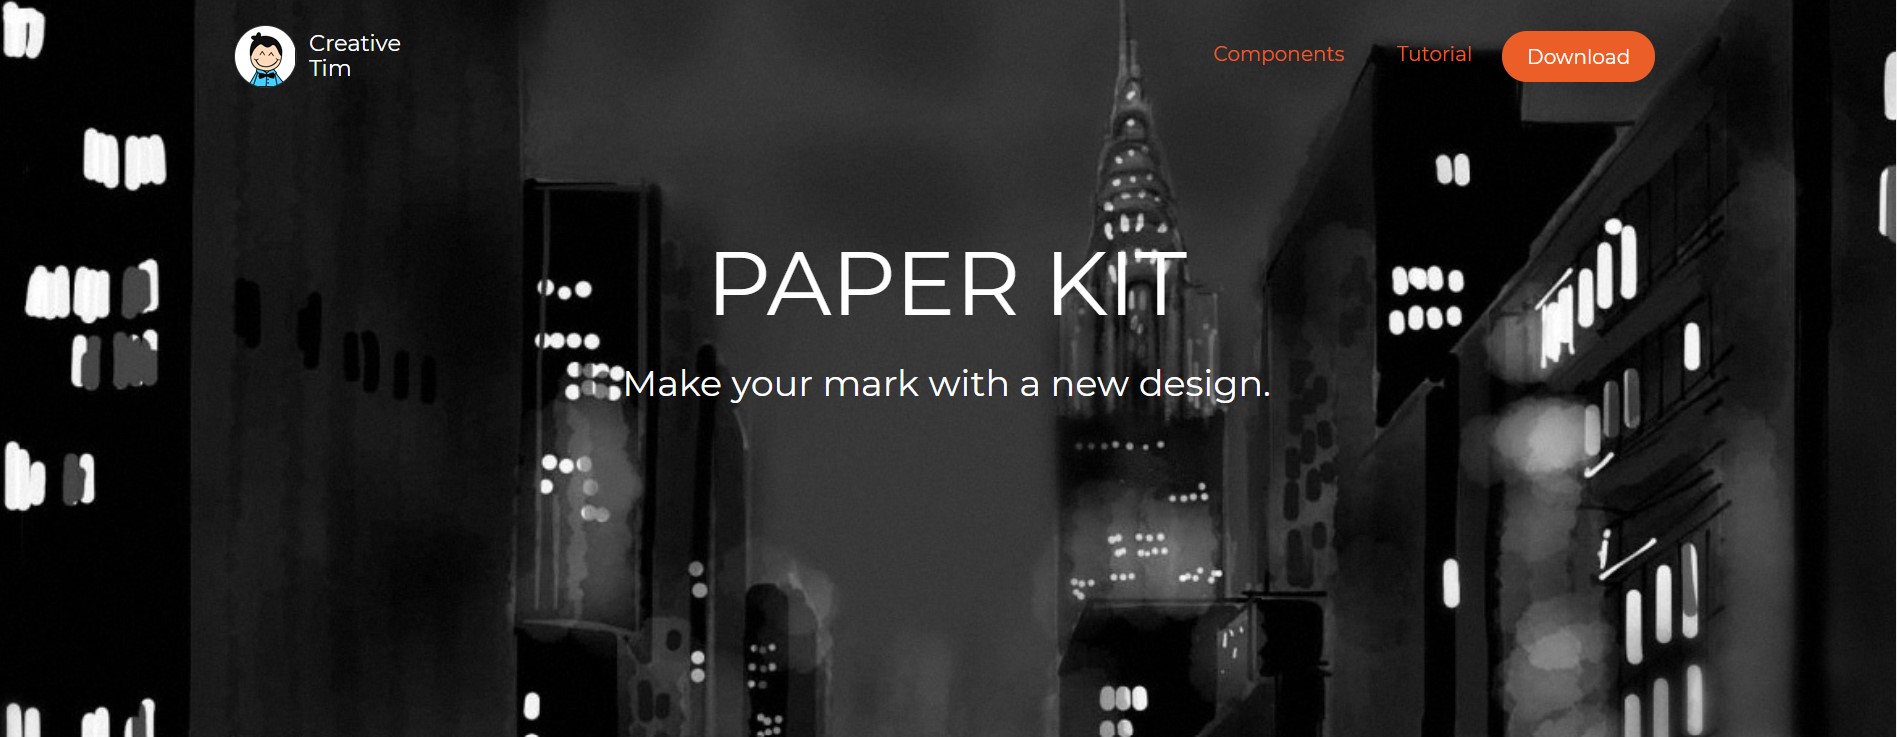 Creative
Tim
Components Tutorial Download
PAPER KIT
Make your mark with a new design.